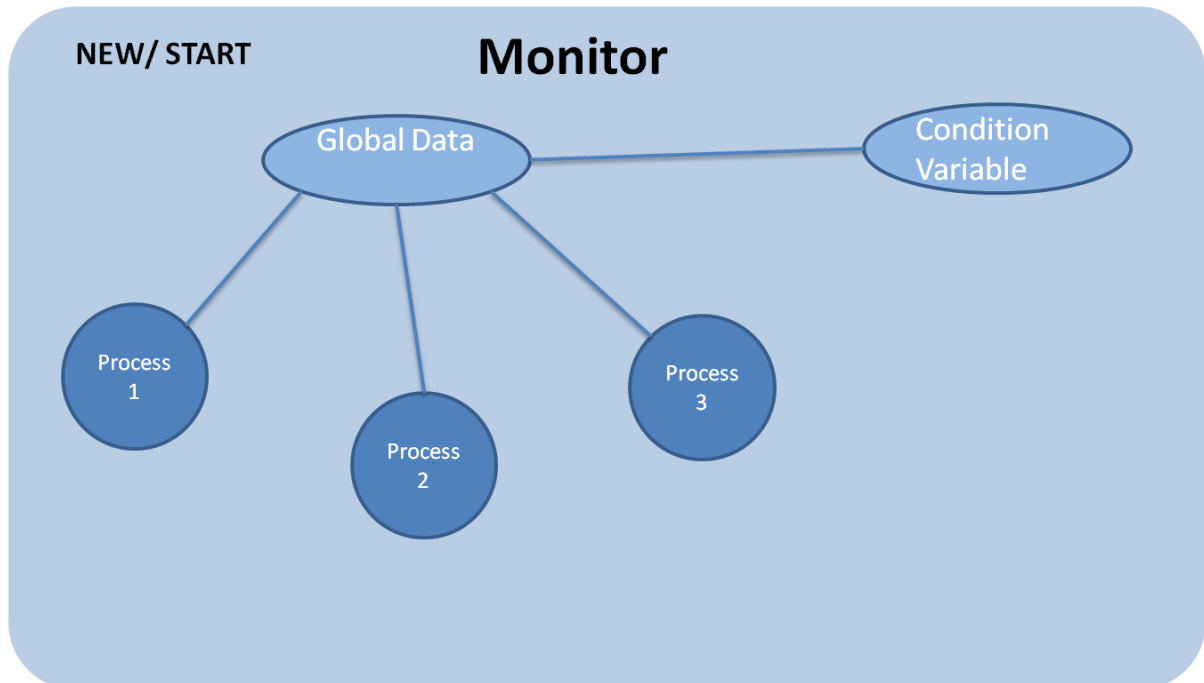 NEW/ START
Monitor
Global Data
Condition
Variable
Process
1
Process
2
Process
3